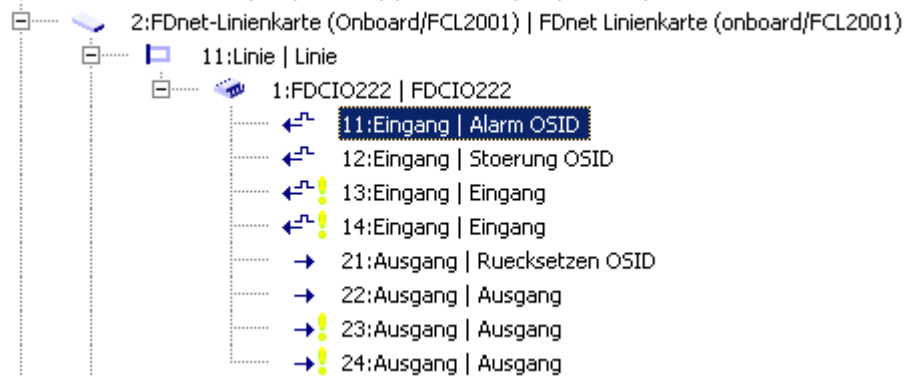 2:FDnet-Linienkarte (Onboard/FCL2001) | FDnet Linienkarte (onboard/FCL2001)
11:Linie | Linie
1:FDCIO222 | FDCIO222
11:Eingang | Alarm OSID
12:Eingang | Stoerung OSID
13:Eingang | Eingang
14:Eingang | Eingang
21:Ausgang | Ruecksetzen OSID
22:Ausgang | Ausgang
23:Ausgang | Ausgang
24:Ausgang | Ausgang